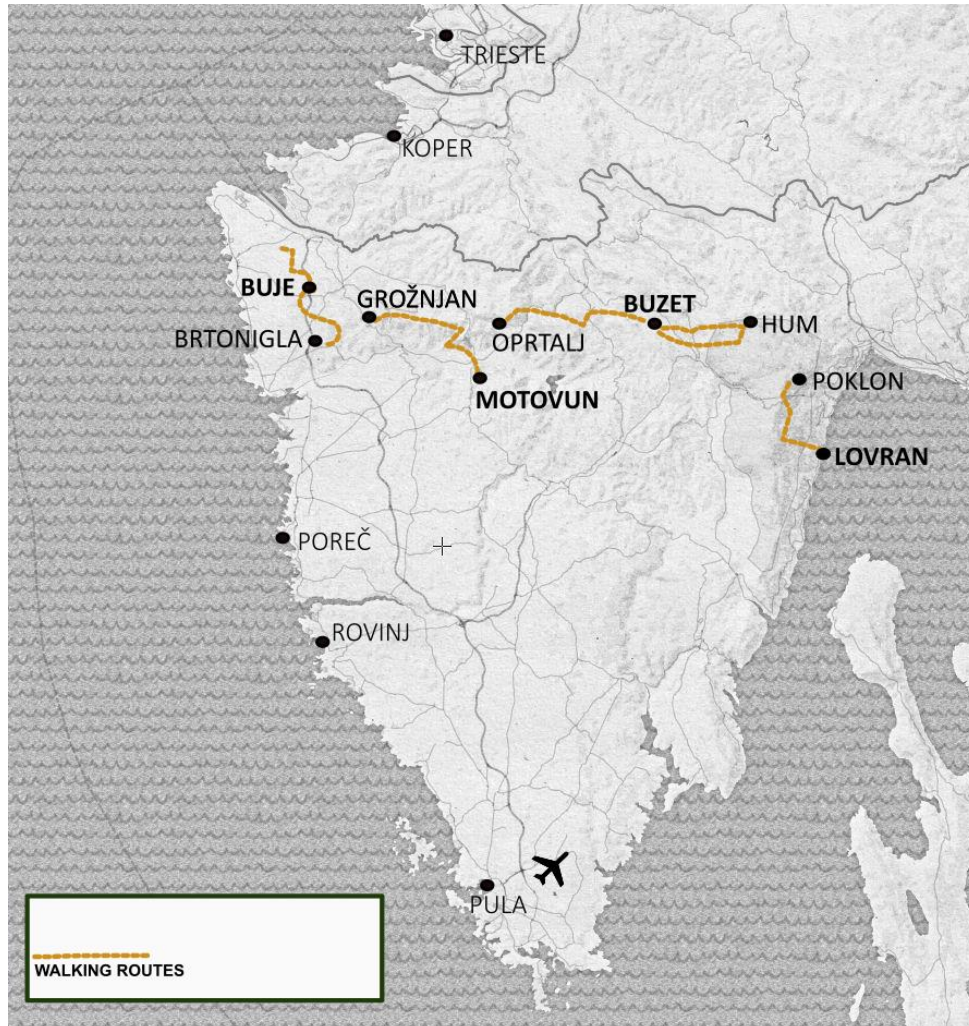 TRIESTE
KOPER
BUJE
GROŽNJAN
BUZET
HUM
BRTONIGLA
OPRTALJ
POKLON
MOTOVUN
LOVRAN
POREČ
ROVINJ
PULA
WALKING ROUTES